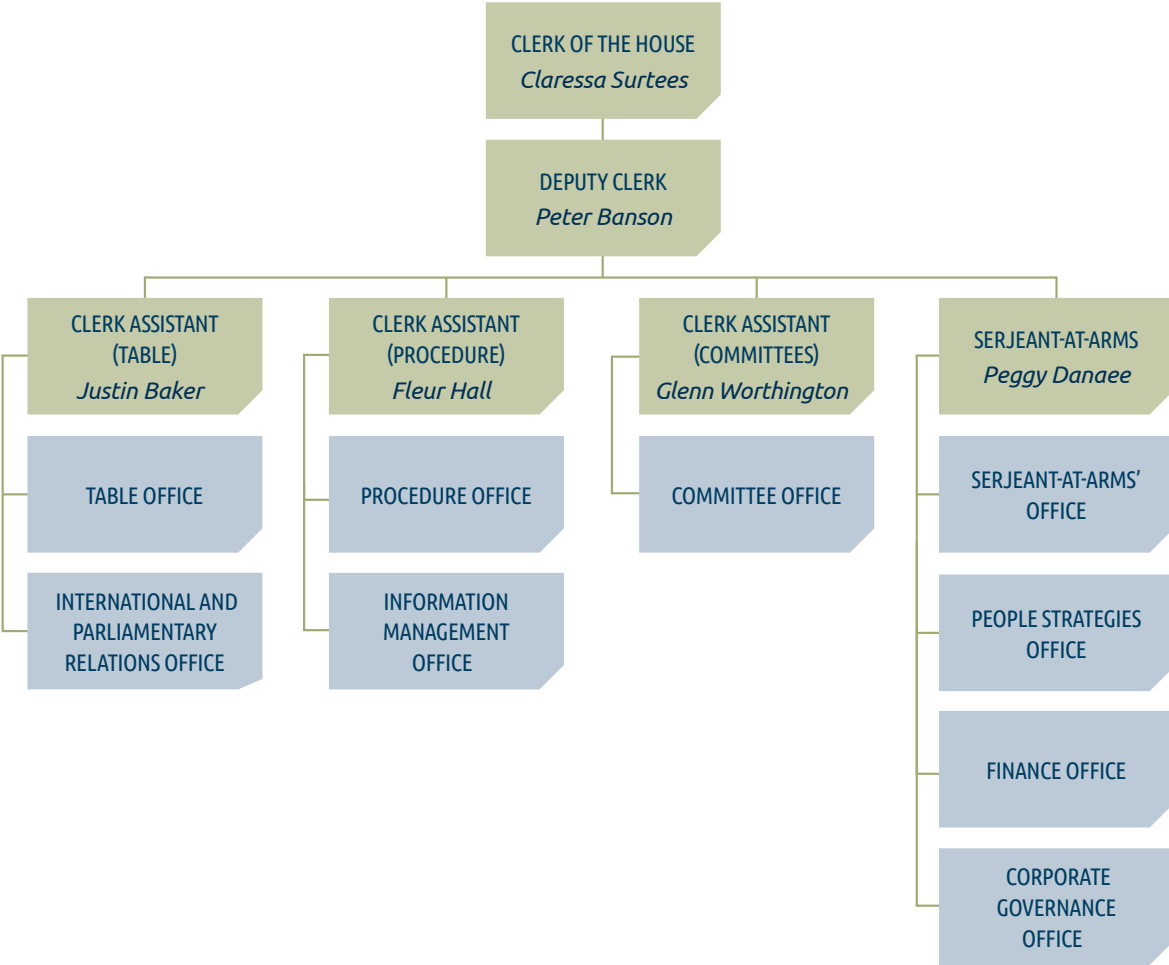 CLERK OF THE HOUSE
Claressa Surtees
DEPUTY CLERK
Peter Banson
CLERK ASSISTANT
(TABLE)
Justin Baker
CLERK ASSISTANT
(PROCEDURE)
Fleur Hall
CLERK ASSISTANT
(COMMITTEES)
Glenn Worthington
SERJEANT-AT-ARMS
Peggy Danaee
TABLE OFFICE
PROCEDURE OFFICE
COMMITTEE OFFICE
SERJEANT-AT-ARMS’
OFFICE
INTERNATIONAL AND
PARLIAMENTARY
RELATIONS OFFICE
INFORMATION
MANAGEMENT
OFFICE
PEOPLE STRATEGIES
OFFICE
FINANCE OFFICE
CORPORATE
GOVERNANCE
OFFICE